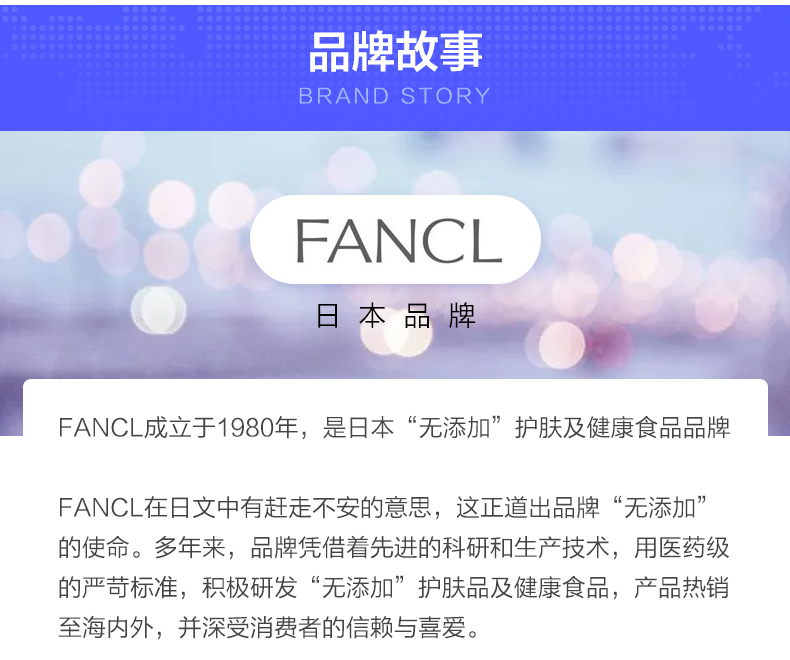 品牌故事
BRAND STORY
FANCL
日本品牌
FANCL成立于1980年，是日本“无添加”护肤及健康食品品牌
FANCL在日文中有赶走不安的意思，这正道出品牌“无添加”
的使命。多年来，品牌凭借着先进的科研和生产技术，用医药级
的严苛标准，积极研发“无添加”护肤品及健康食品，产品热销
至海内外，并深受消费者的信赖与喜爱。